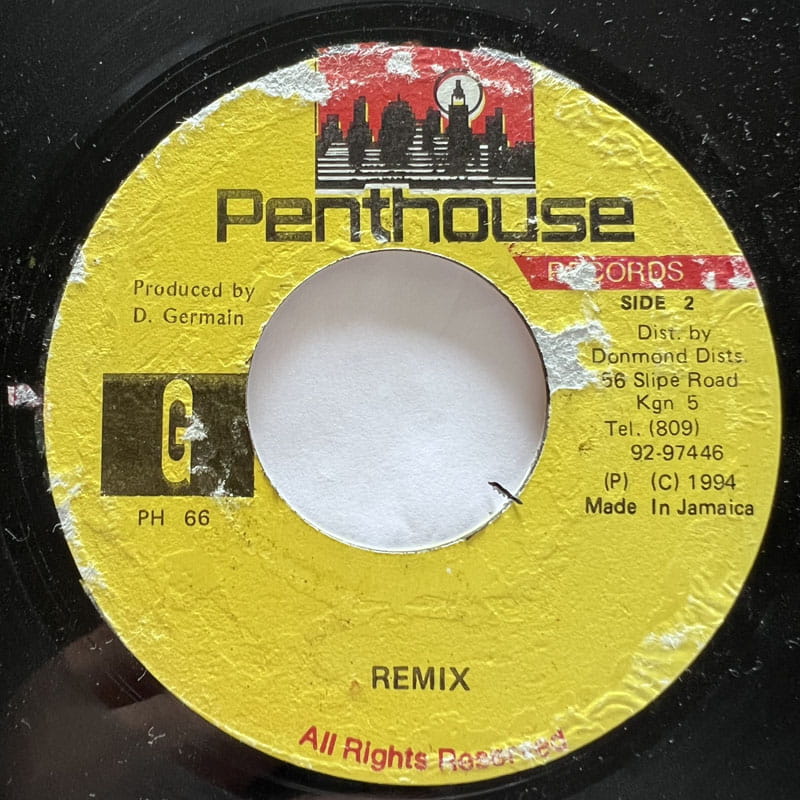 Penthouse
RECORDS
Produced by
D. Germain
SIDE 2
Dist. by
Donmond Dists.
56 Slipe Road
Kgn 5
Tel. (809)
92-97446
(P) (C) 1994
Made In Jamaica
G
PH 66
REMIX
All Rights Reserved